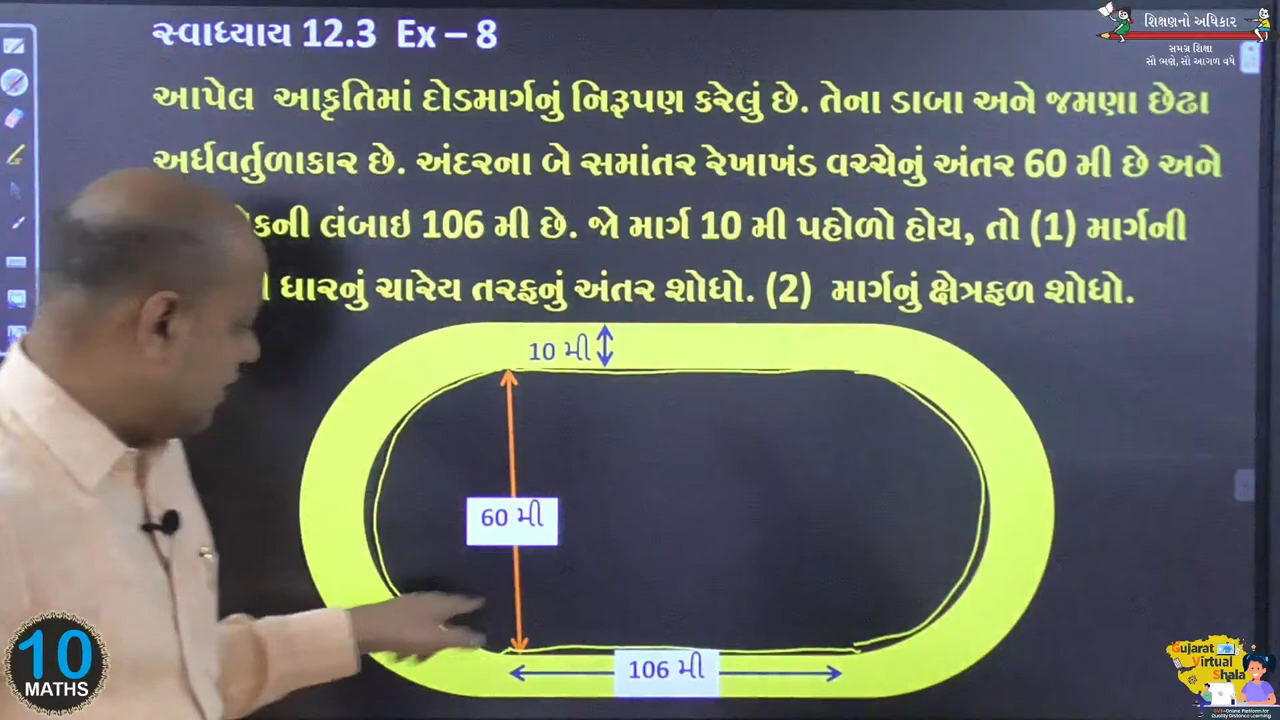 સ્વાધ્યાય 12.3 Ex – 8
શિક્ષણનો અધિકાર
સમગ્ર શિક્ષા
સૌ ભણે, સૌ આગળ વધે
આપેલ આકૃતિમાં દોડમાર્ગનું નિરૂપણ કરેલું છે. તેના ડાબા અને જમણા છેઢા
અર્ધવર્તુળાકાર છે. અંદરના બે સમાંતર રેખાખંડ વચ્ચેનું અંતર 60 મી છે અને
લંબાઇ 106 મી છે. જો માર્ગ 10 મી પહોળો હોય, તો (1) માર્ગની
ધારનું ચારેય તરફનું અંતર શોધો. (2) માર્ગનું ક્ષેત્રફળ શોધો.
10 મી
60 મી
106 મી
10
MATHS
Gujarat
Virtual
Shala